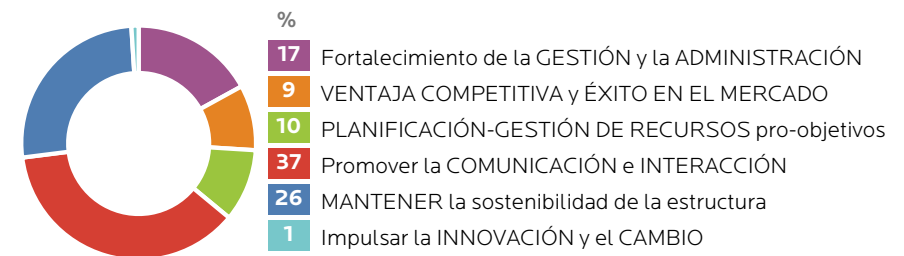 %
17 Fortalecimiento de la GESTIÓN y la ADMINISTRACIÓN
9 VENTAJA COMPETITIVA y ÉXITO EN EL MERCADO
10 PLANIFICACIÓN-GESTIÓN DE RECURSOS pro-objetivos
37 Promover la COMUNICACIÓN e INTERACCIÓN
26 MANTENER la sostenibilidad de la estructura
1 Impulsar la INNOVACIÓN y el CAMBIO